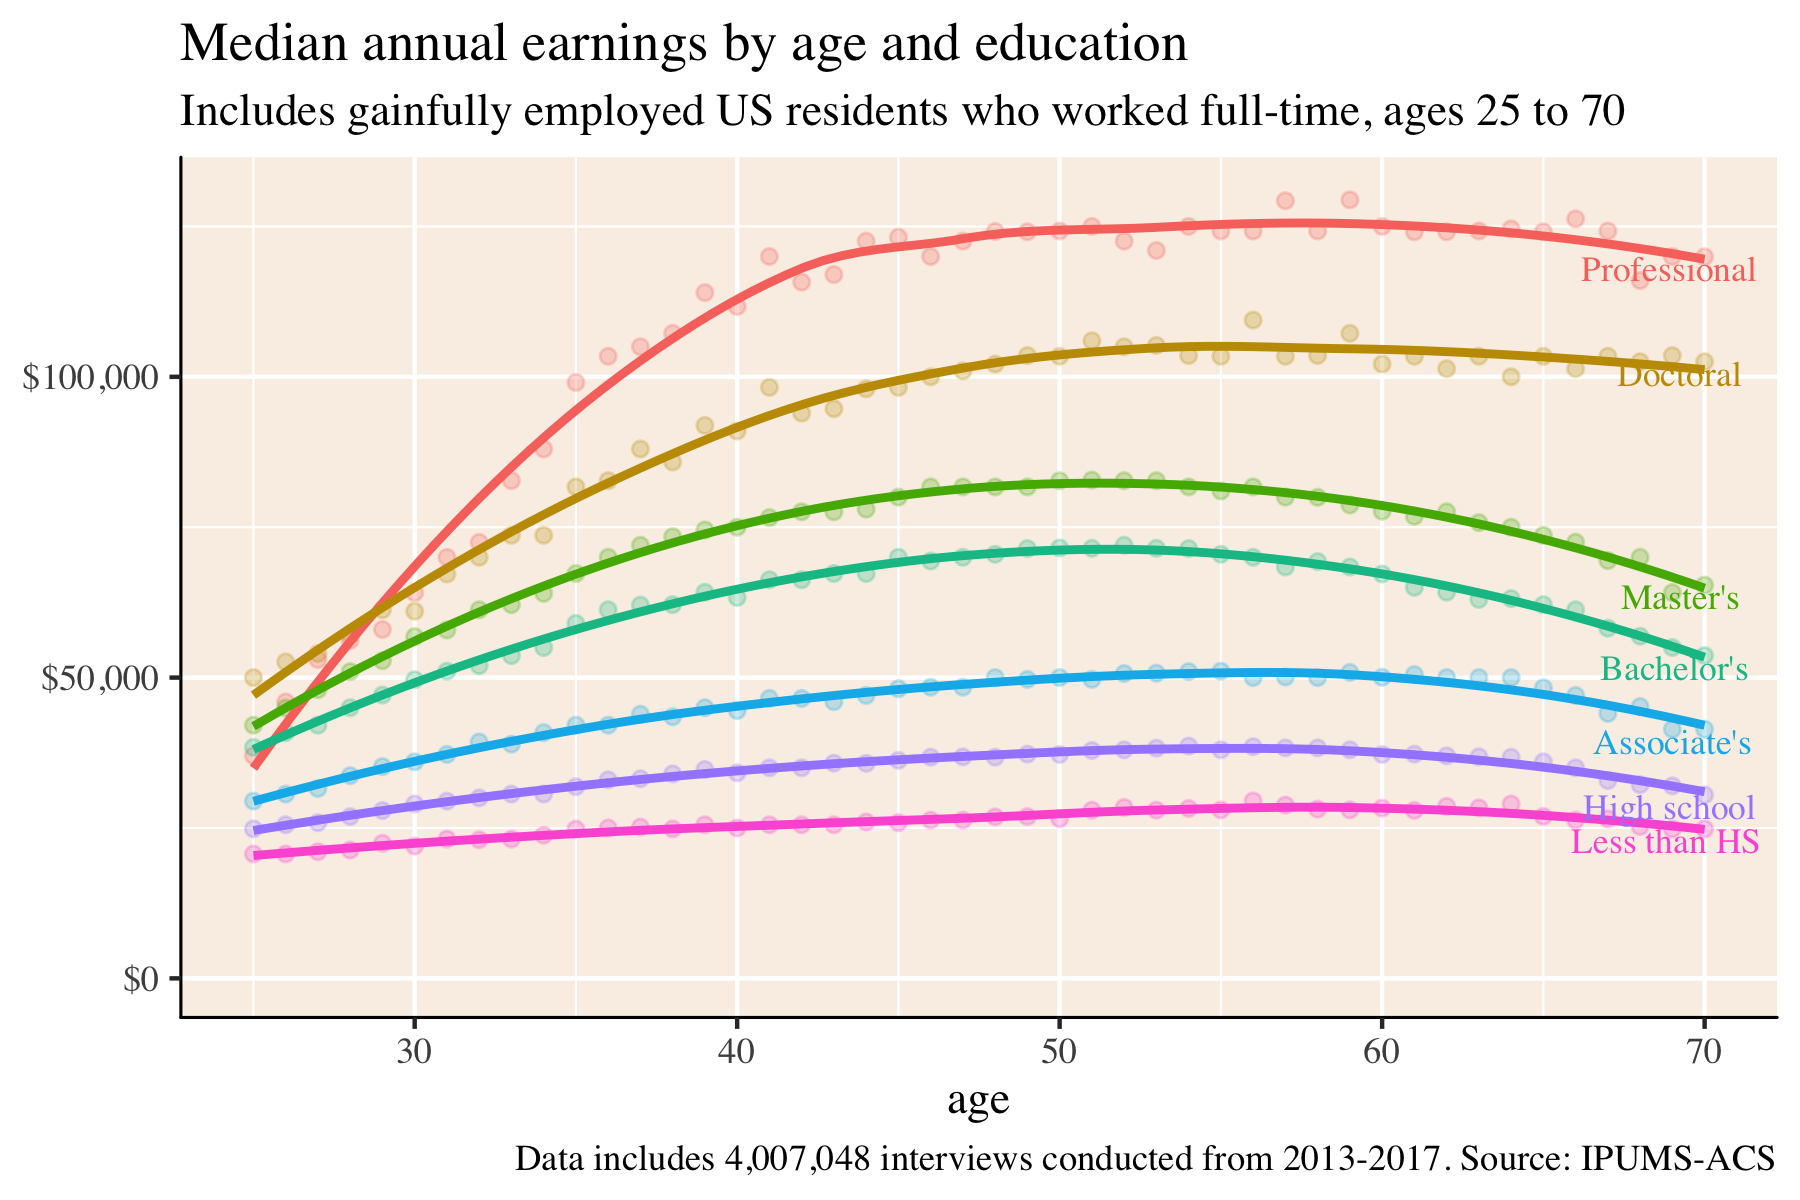 Median annual earnings by age and education
Includes gainfully employed US residents who worked full-time, ages 25 to 70
Professional
$100,000
Doctoral
Master's
Bachelor's
$50,000
Associate's
High school
Less than HS
$0
30 40 50 60 70
age
Data includes 4,007,048 interviews conducted from 2013-2017. Source: IPUMS-ACS